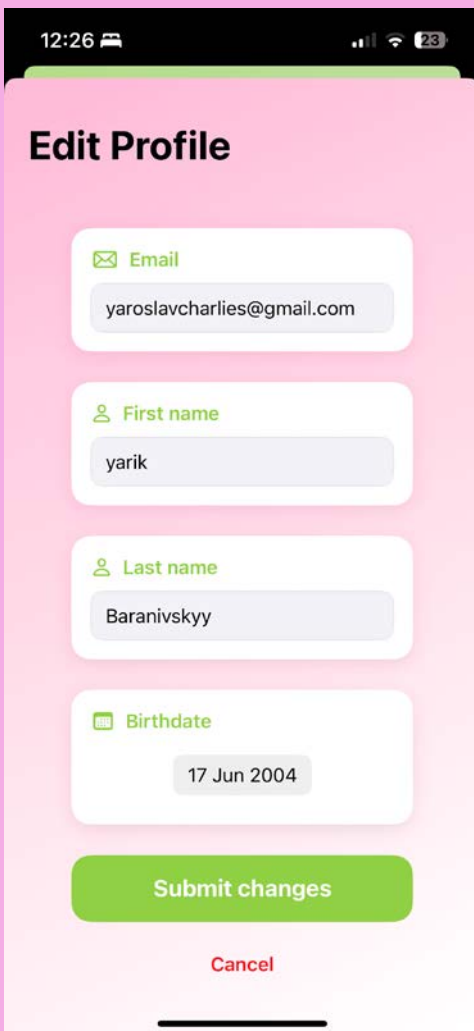 12:26
23
Edit Profile
Email
yaroslavcharlies@gmail.com
First name
yarik
Last name
Baranivskyy
Birthdate
17 Jun 2004
Submit changes
Cancel